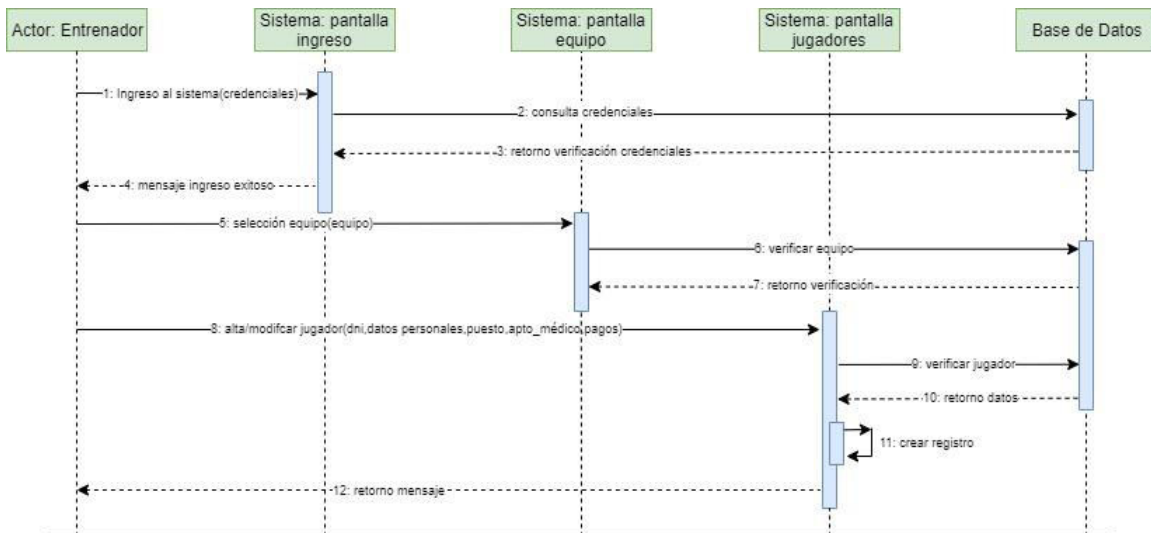 Actor: Entrenador
Sistema: pantalla
ingreso
Sistema: pantalla
equipo
Sistema: pantalla
jugadores
Base de Datos
1: Ingreso al sistema(credenciales)
2: consulta credenciales
3: retorno verificación credenciales
4: mensaje ingreso exitoso
5: selección equipo(equipo)
6: verificar equipo
7: retorno verificación
8: alta/modifcar jugador(dni,datos personales,puesto,apto_médico,pagos)
9: verificar jugador
10: retorno datos
11: crear registro
12: retorno mensaje